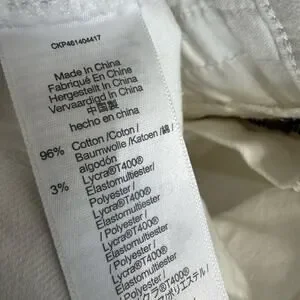 CKP461404417
Made In China
Fabriqué En China
Hergestellt In China
Vervaardigd In China
中国製
hecho en china
96% Cotton /Coton /
Baumwolle /Katoen /綿 /
algodón
3% Lycra®T400®
Elastomultiester /
Polyester /
Lycra®T400®
Elastomultiester
/ Polyester /
Lycra®T400®
Elastomultiester
/ Polyester /
Lycra®T400®
Elastomultiester
/ Polyester /